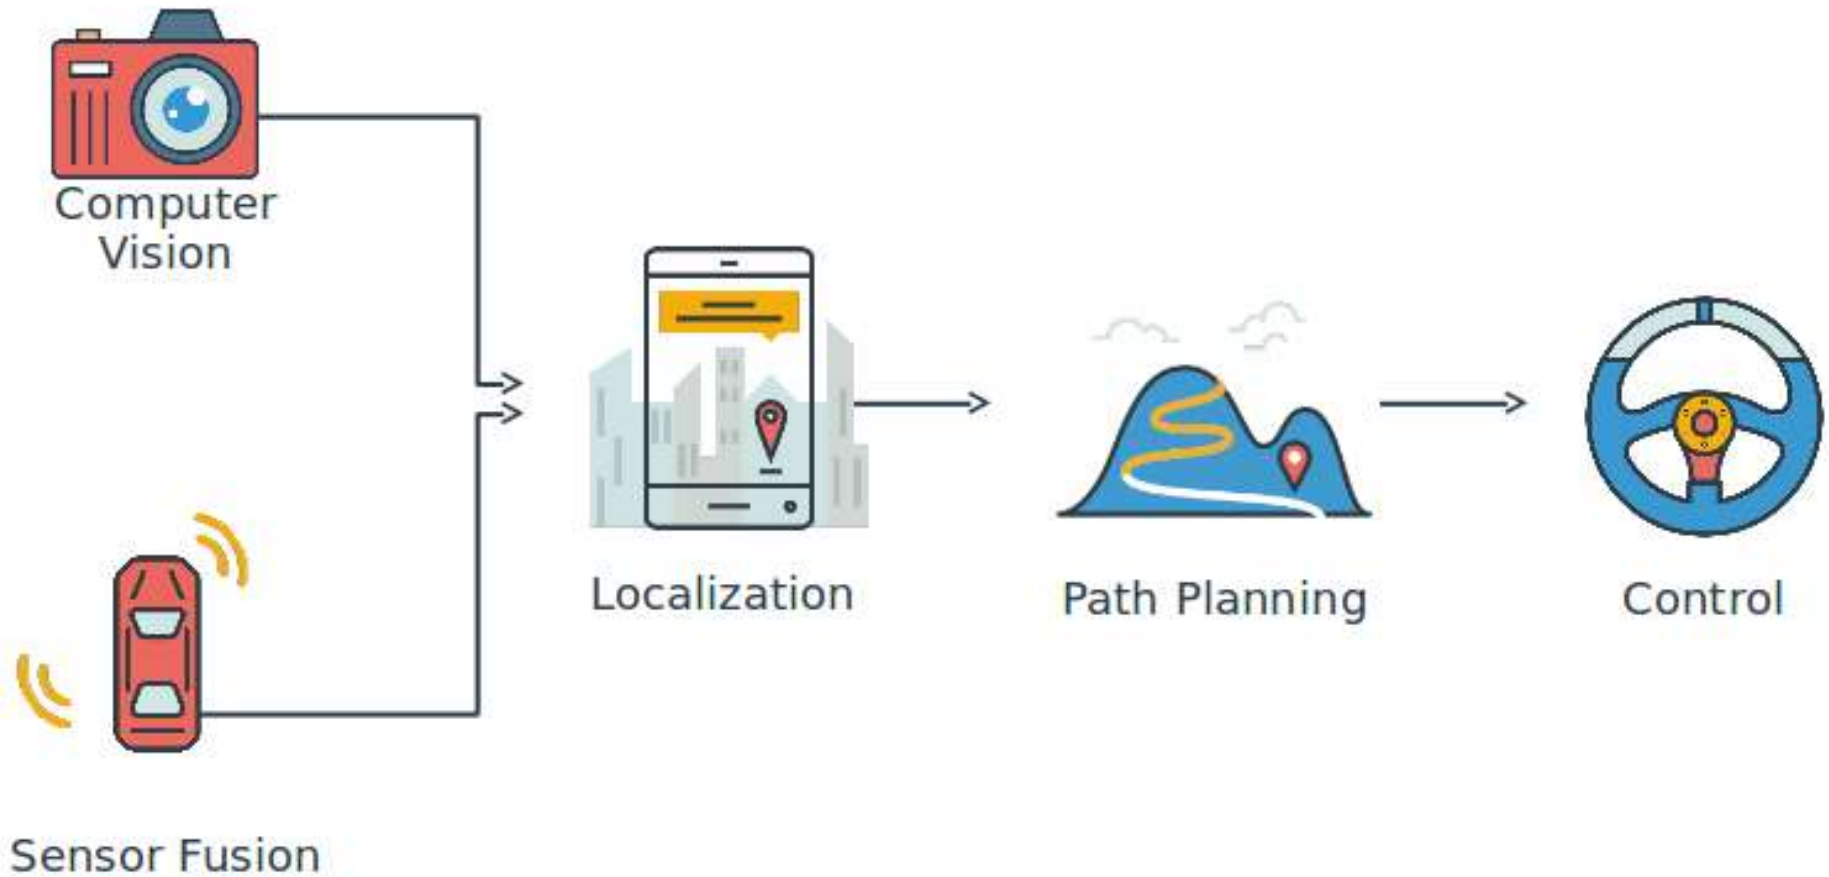 Computer
Vision
Localization
Path Planning
Control
Sensor Fusion